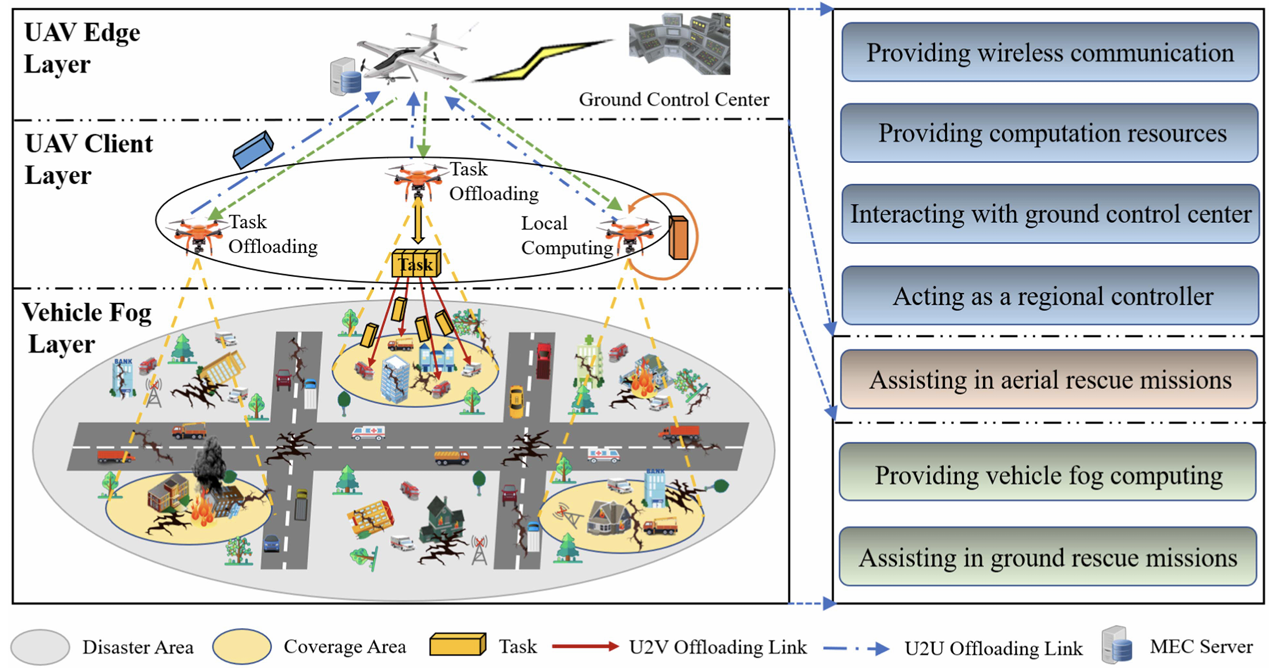 UAV Edge
Layer
Ground Control Center
UAV Client
Layer
Task
Offloading
Task
Offloading
Local
Computing
Task
Vehicle Fog
Layer
BANK
BANK
Providing wireless communication
Providing computation resources
Interacting with ground control center
Acting as a regional controller
Assisting in aerial rescue missions
Providing vehicle fog computing
Assisting in ground rescue missions
Disaster Area
Coverage Area
Task
U2V Offloading Link
U2U Offloading Link
MEC Server